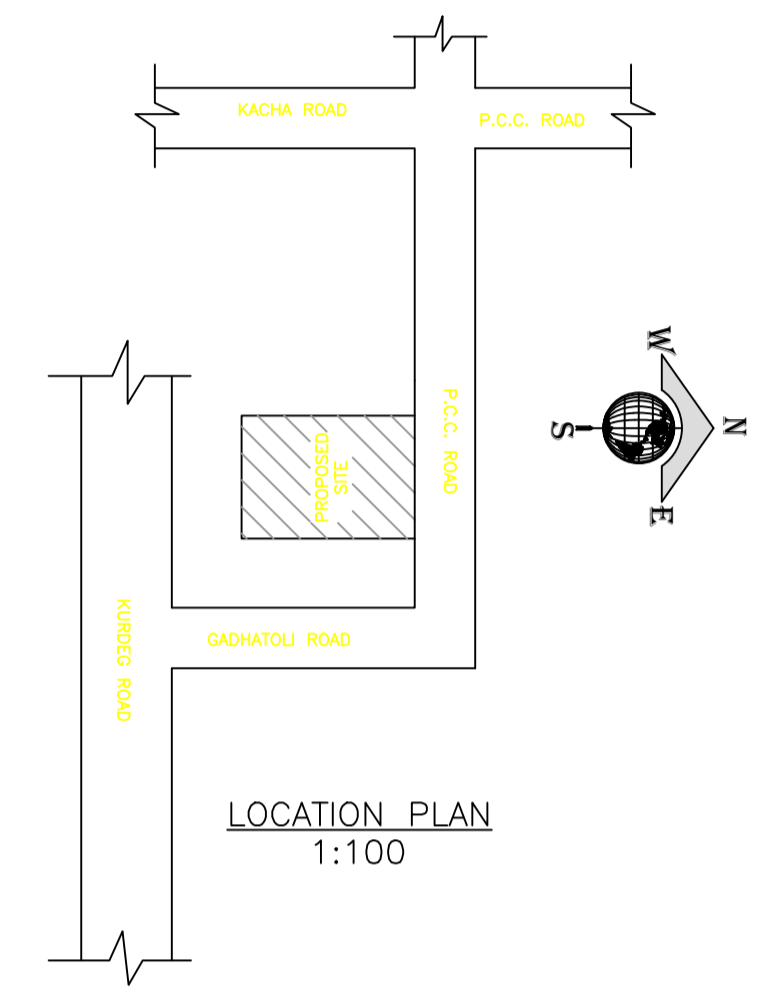 KACHA ROAD
P.C.C. ROAD
W
N
S
E
P.C.C. ROAD
PROPOSED
SITE
KURDEG ROAD
GADHATOLI ROAD
LOCATION PLAN
1:100